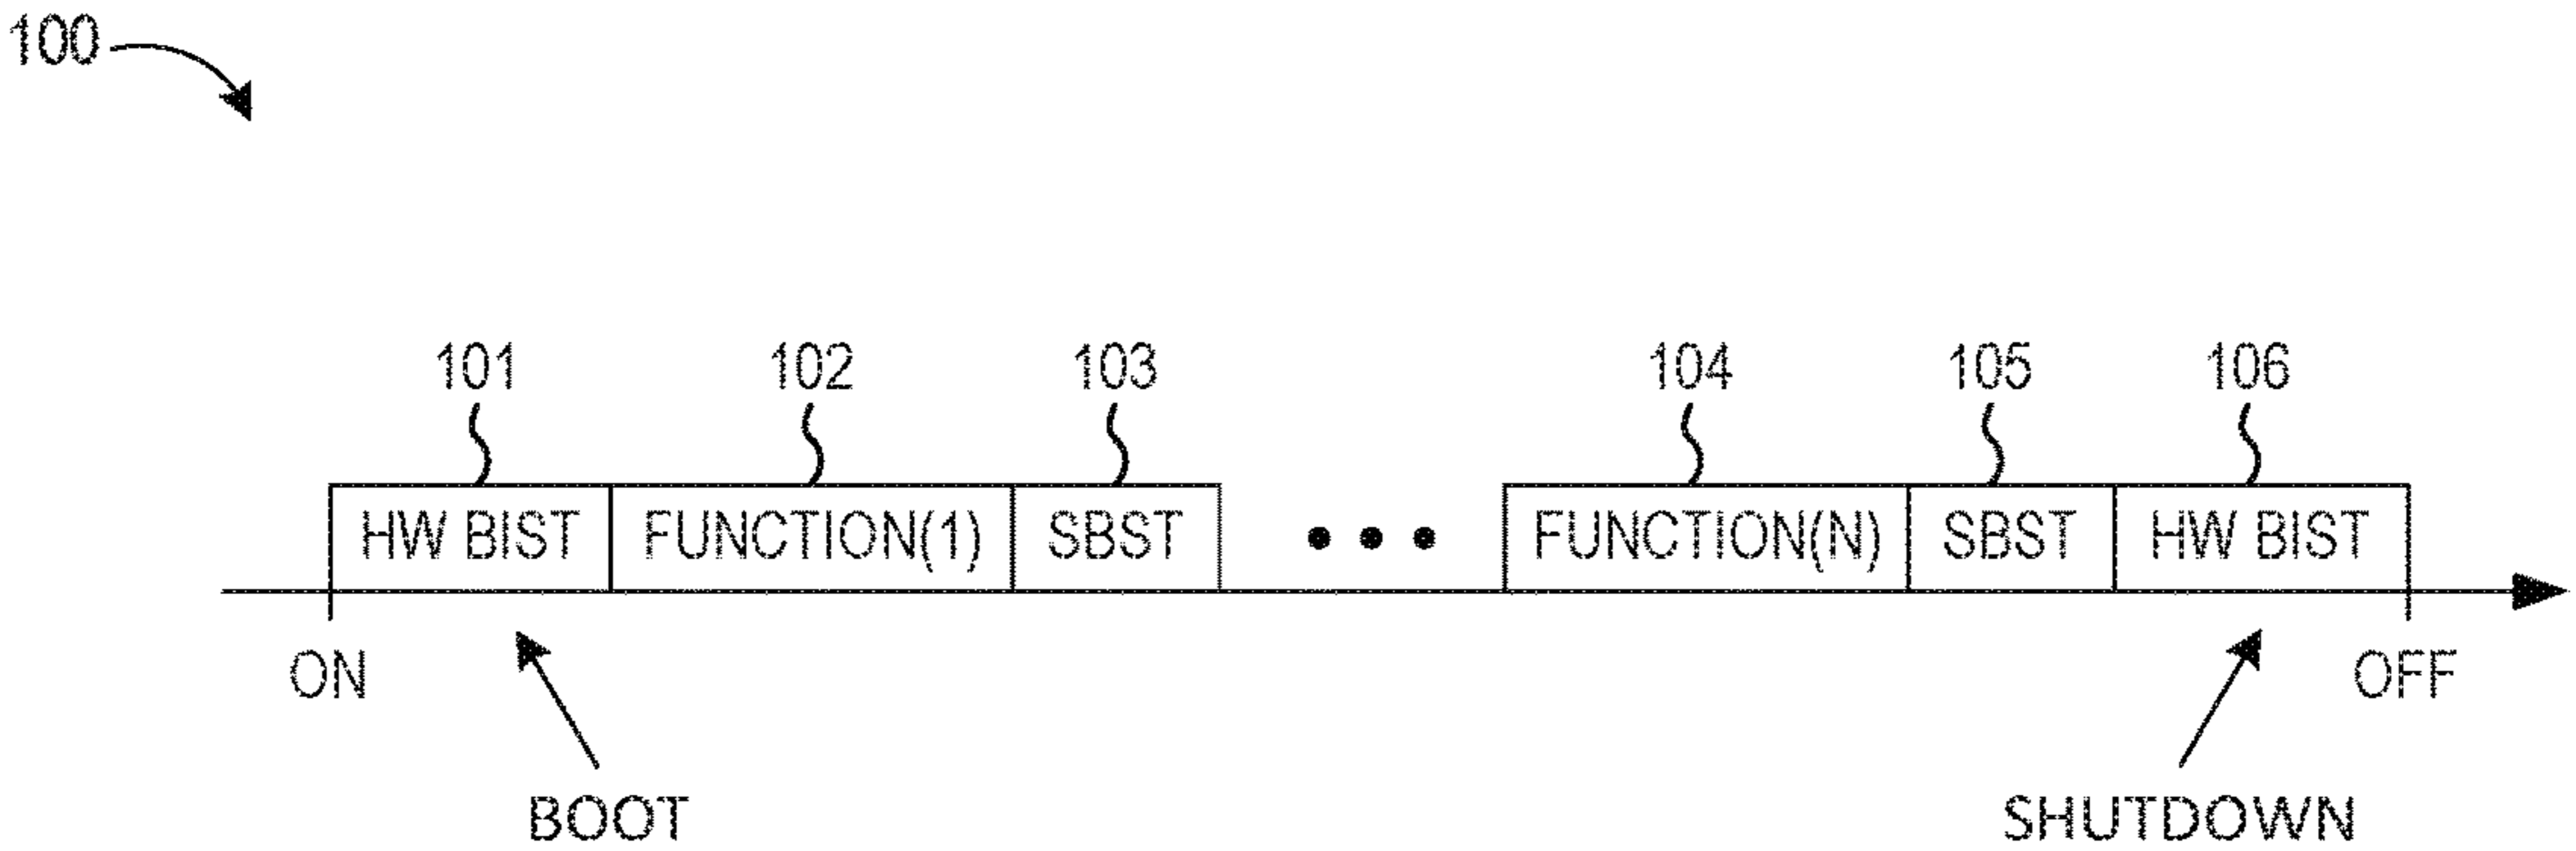 100
101 102 103 104 105 106
HW BIST FUNCTION(1) SBST ••• FUNCTION(N) SBST HW BIST
ON OFF
BOOT SHUTDOWN